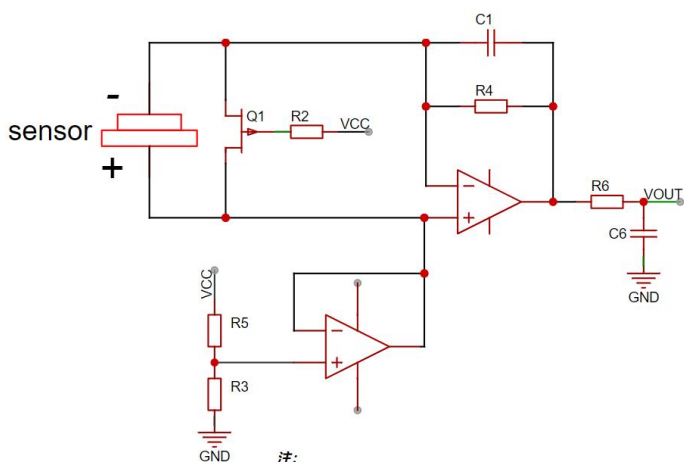 C1
R4
-
Q1
R2
VCC
sensor
+
-
+
R6
VOUT
C6
GND
VCC
R5
-
+
R3
GND
注: